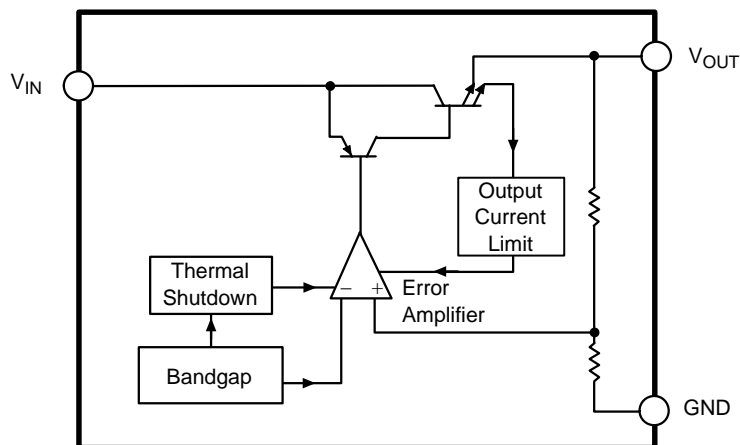 V_IN
V_OUT
Output
Current
Limit
Thermal
Shutdown
− +
Error
Amplifier
Bandgap
GND